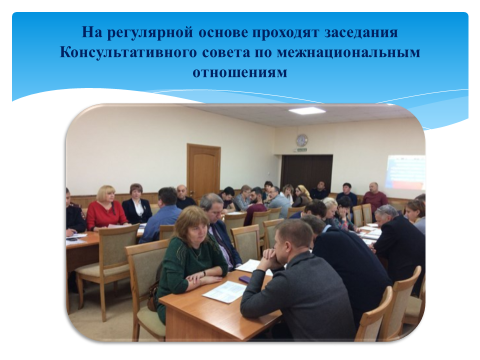 На регулярной основе проходят заседания
Консультативного совета по межнациональным
отношениям